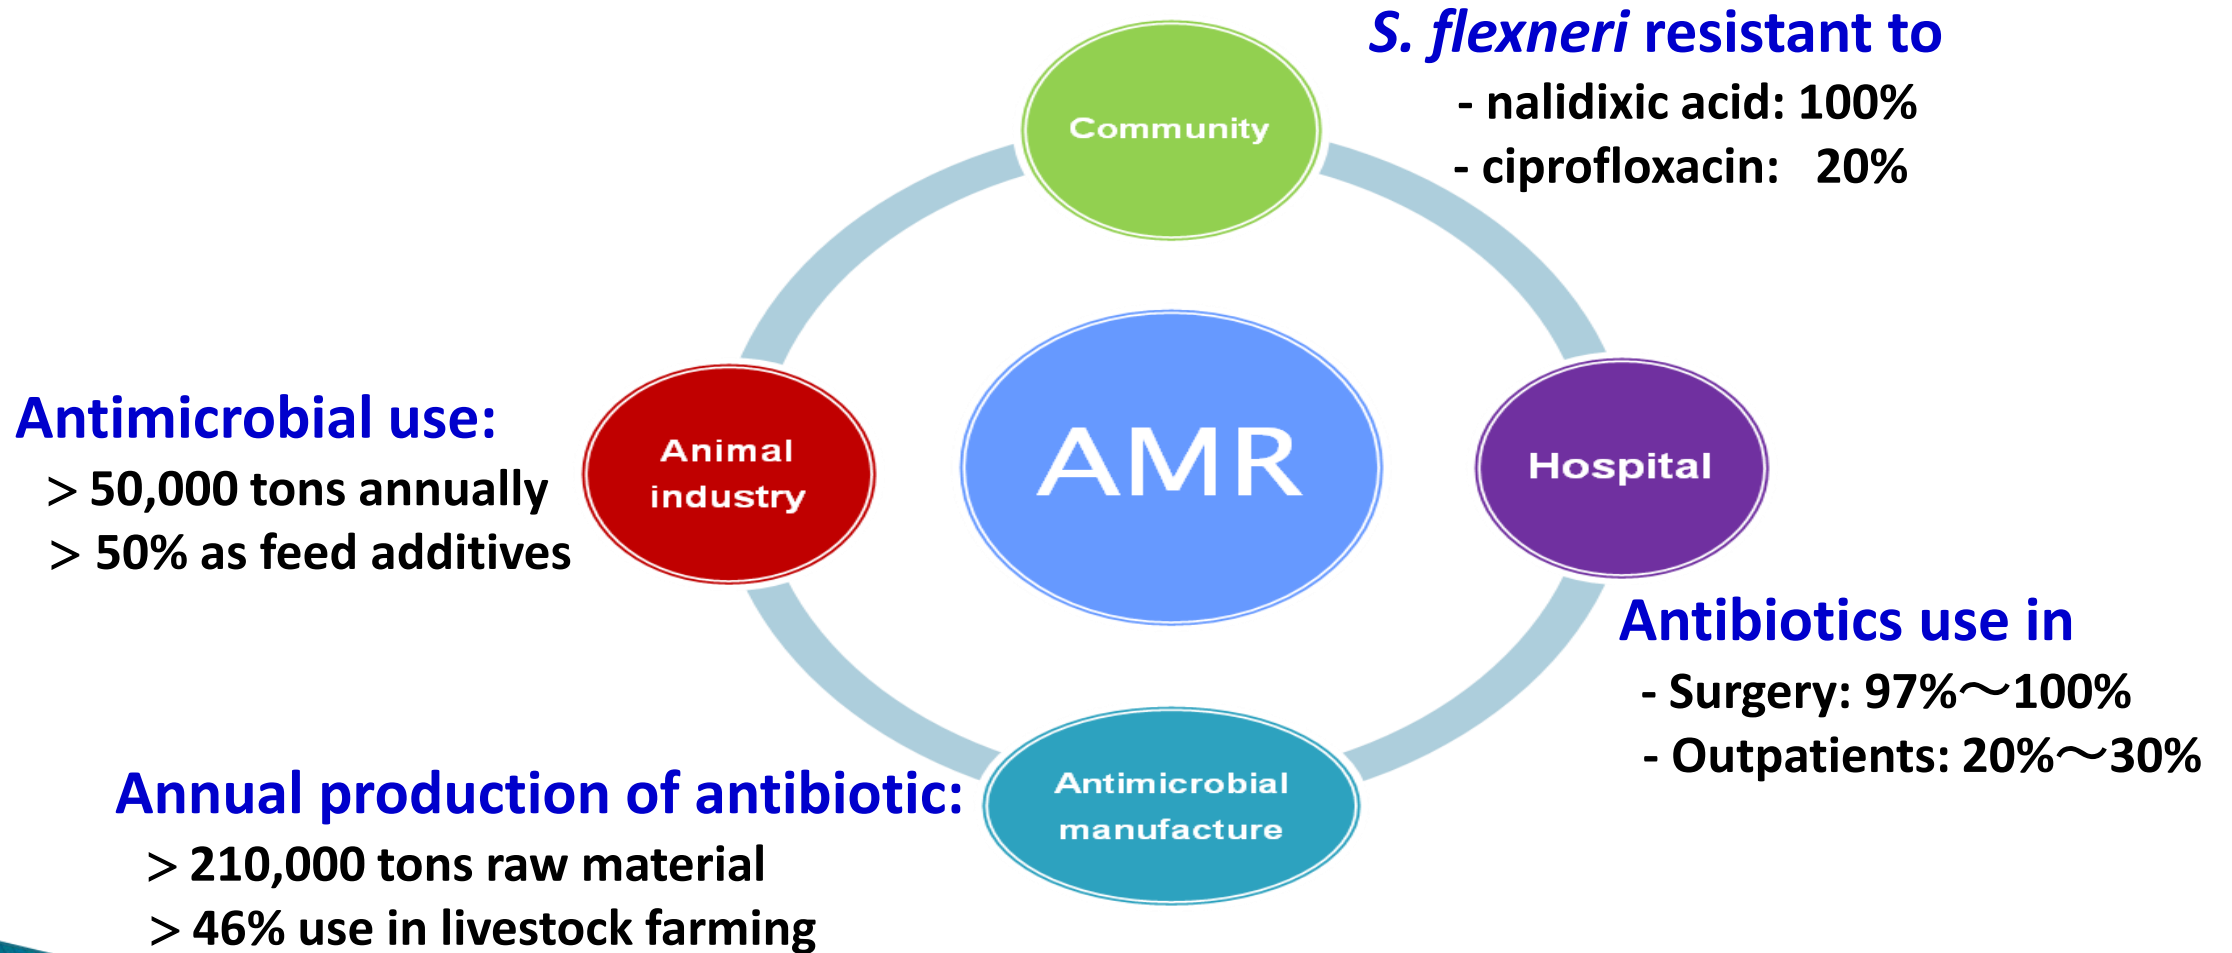 S. flexneri resistant to
- nalidixic acid: 100%
- ciprofloxacin: 20%
Community
Antimicrobial use:
> 50,000 tons annually
> 50% as feed additives
Animal
industry
AMR
Hospital
Antibiotics use in
- Surgery: 97%～100%
- Outpatients: 20%～30%
Annual production of antibiotic:
> 210,000 tons raw material
> 46% use in livestock farming
Antimicrobial
manufacture